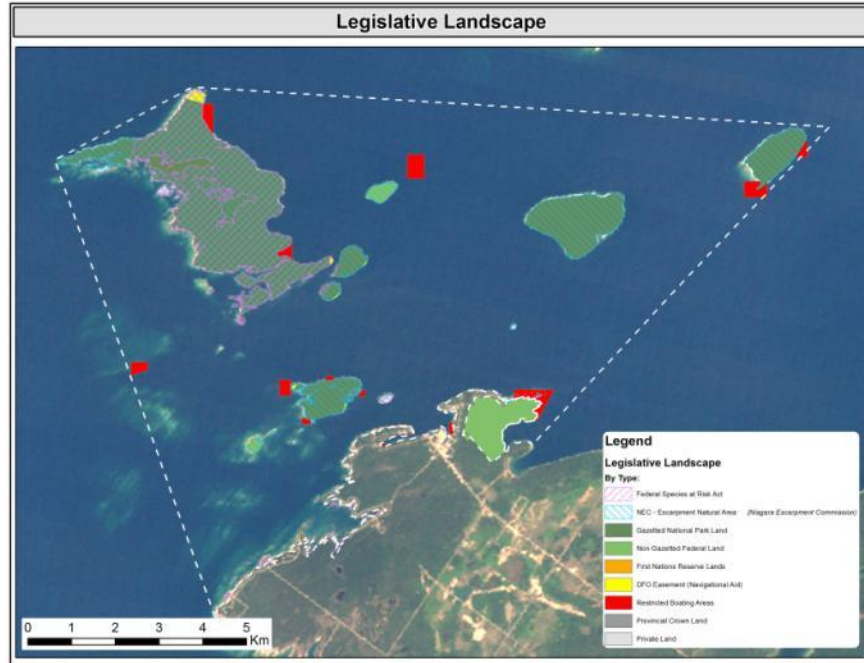 Legislative Landscape
Legend
Legislative Landscape
By Type:
Federal Species at Risk Act
NEC - Escarpment Natural Area (Niagara Escarpment Commission)
Gazetted National Park Land
Non-Gazetted Federal Land
First Nations Reserve Lands
DFO Easement (Navigational Aid)
Restricted Boating Areas
Provincial Crown Land
Private Land
0 1 2 3 4 5
Km